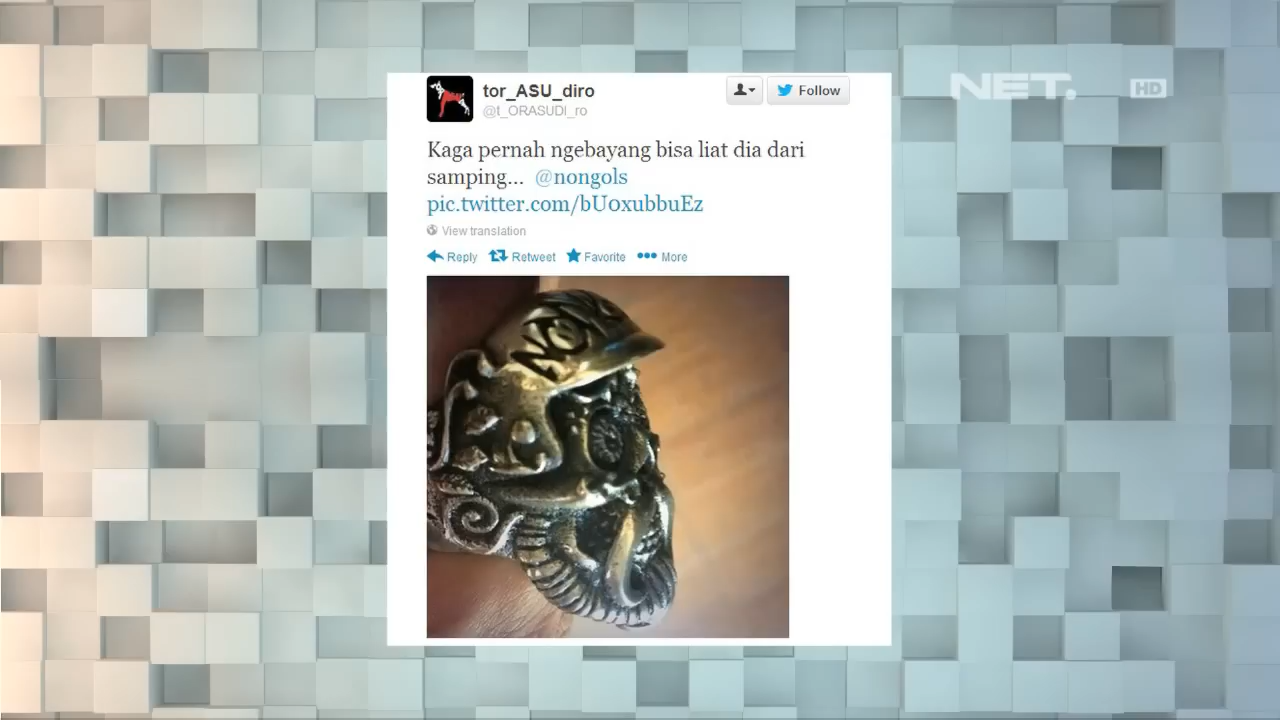 NET.
HD
tor_ASU_diro
@t_ORASUDI_ro
Follow
Kaga pernah ngebayang bisa liat dia dari
samping... @nongols
pic.twitter.com/bU0xubbuEz
View translation
Reply Retweet Favorite More